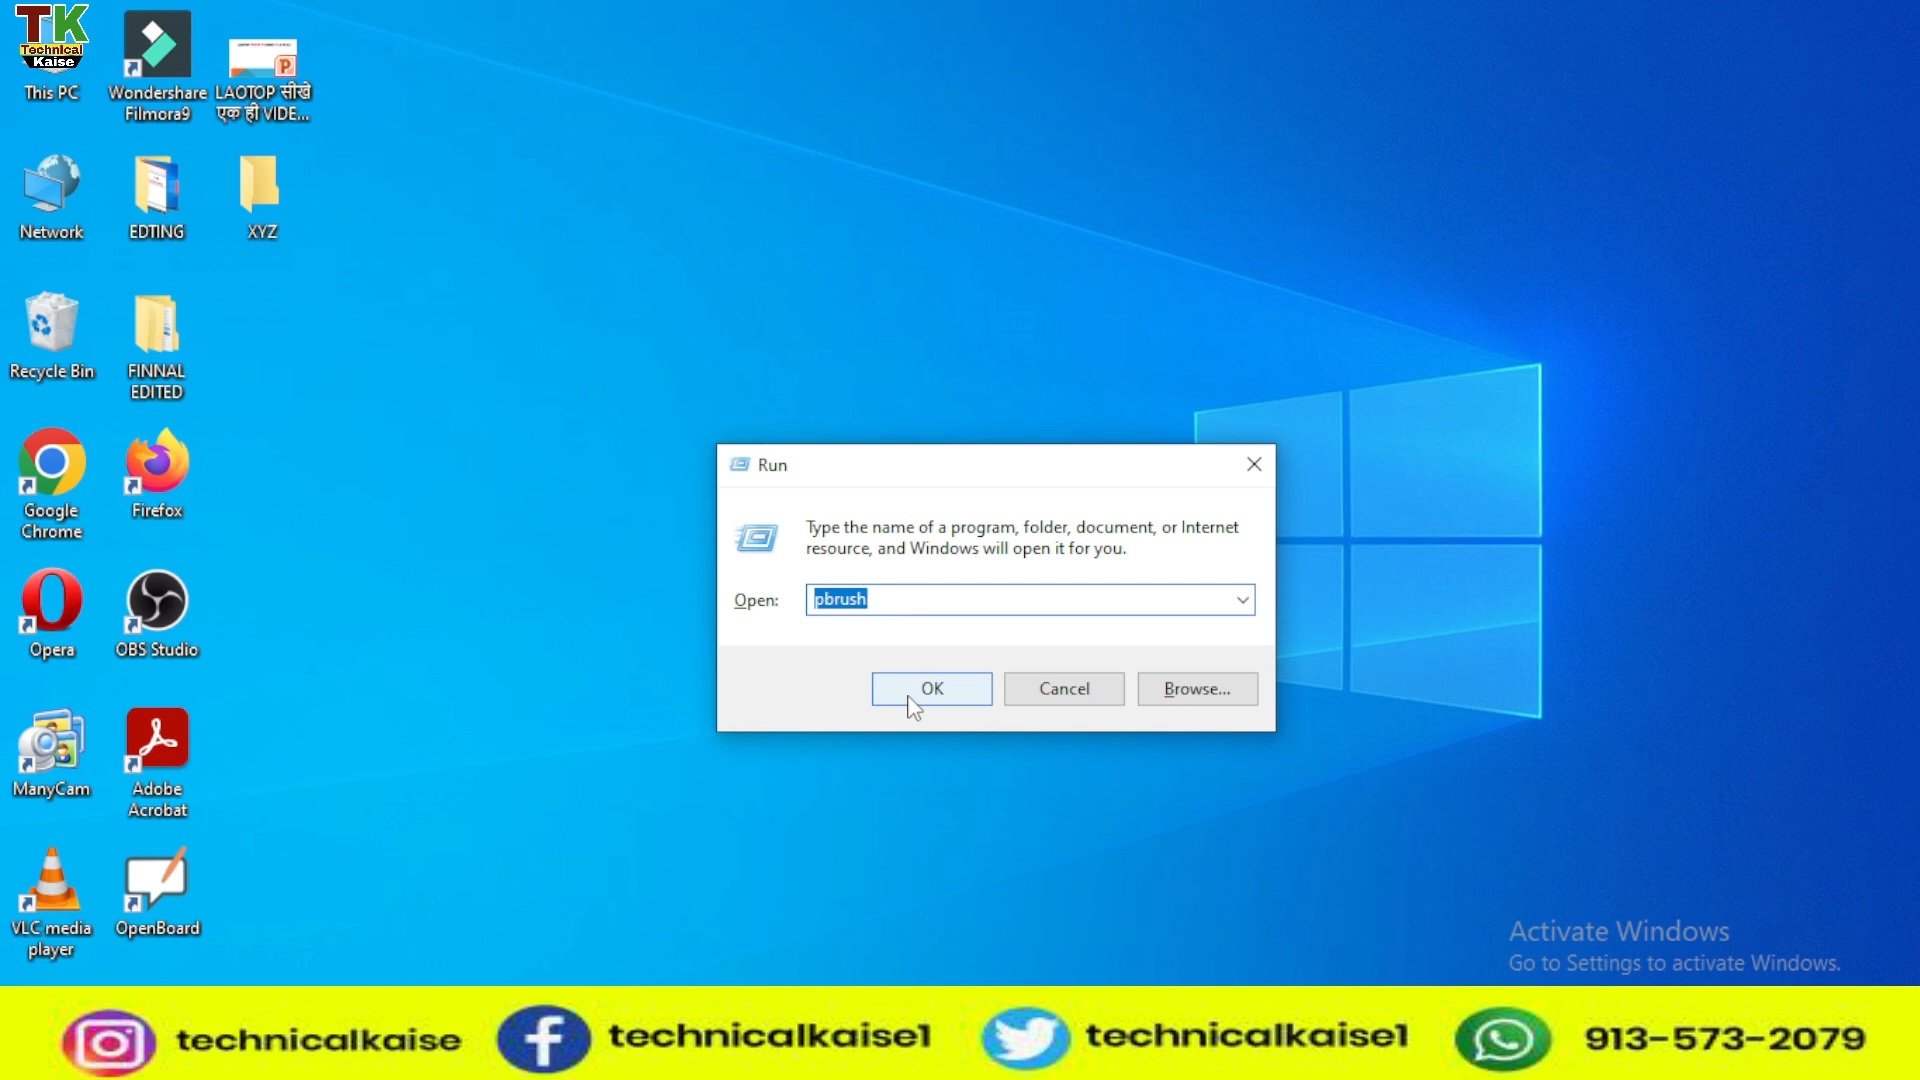 TK
Technical
Kaise
This PC
Wondershare
Filmora9
P
LAOTOP सीखे
एक ही VIDE...
Network
EDTING
XYZ
Recycle Bin
FINNAL
EDITED
Google
Chrome
Firefox
Opera
OBS Studio
ManyCam
Adobe
Acrobat
VLC media
player
OpenBoard
Run
Type the name of a program, folder, document, or Internet
resource, and Windows will open it for you.
Open:
pbrush
OK
Cancel
Browse...
Activate Windows
Go to Settings to activate Windows.
technicalkaise
technicalkaise1
technicalkaise1
913-573-2079